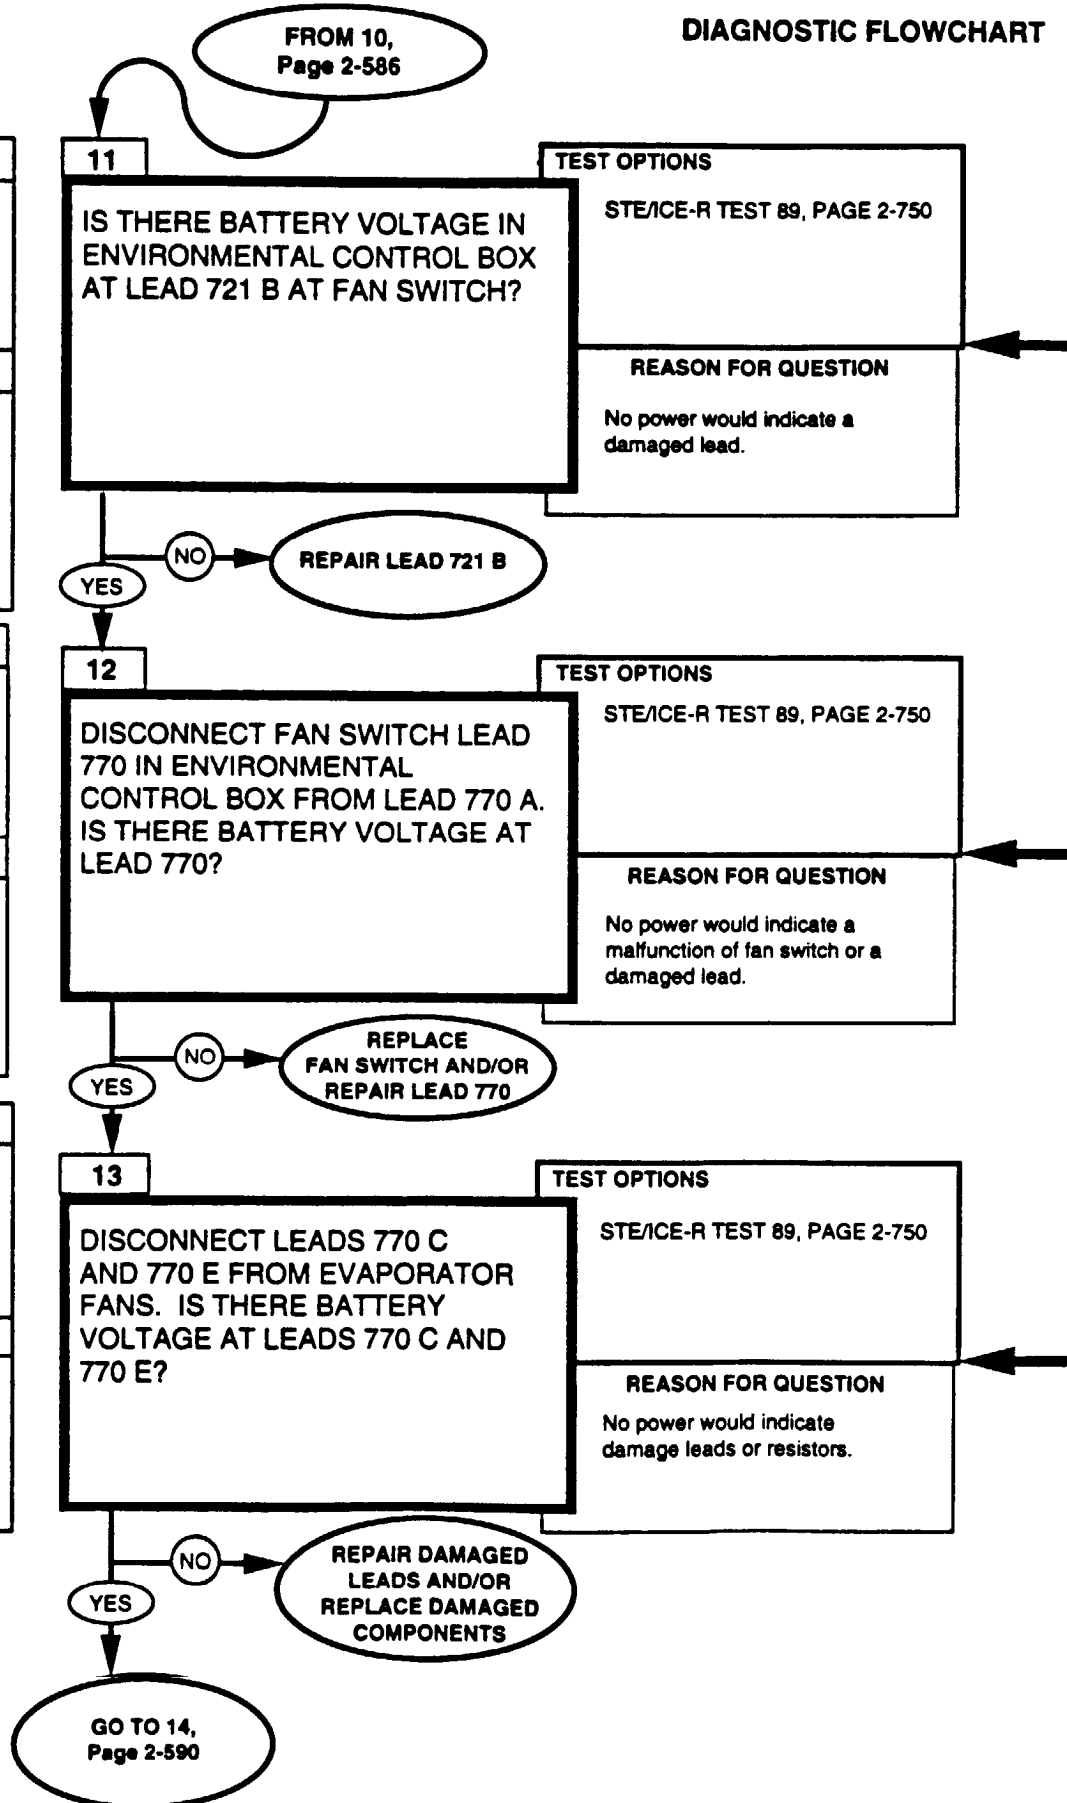 DIAGNOSTIC FLOWCHART
FROM 10,
Page 2-586
11
IS THERE BATTERY VOLTAGE IN
ENVIRONMENTAL CONTROL BOX
AT LEAD 721 B AT FAN SWITCH?
TEST OPTIONS
STE/ICE-R TEST 89, PAGE 2-750
REASON FOR QUESTION
No power would indicate a
damaged lead.
NO
REPAIR LEAD 721 B
YES
12
DISCONNECT FAN SWITCH LEAD
770 IN ENVIRONMENTAL
CONTROL BOX FROM LEAD 770 A.
IS THERE BATTERY VOLTAGE AT
LEAD 770?
TEST OPTIONS
STE/ICE-R TEST 89, PAGE 2-750
REASON FOR QUESTION
No power would indicate a
malfunction of fan switch or a
damaged lead.
NO
REPLACE
FAN SWITCH AND/OR
REPAIR LEAD 770
YES
13
DISCONNECT LEADS 770 C
AND 770 E FROM EVAPORATOR
FANS. IS THERE BATTERY
VOLTAGE AT LEADS 770 C AND
770 E?
TEST OPTIONS
STE/ICE-R TEST 89, PAGE 2-750
REASON FOR QUESTION
No power would indicate
damage leads or resistors.
NO
REPAIR DAMAGED
LEADS AND/OR
REPLACE DAMAGED
COMPONENTS
YES
GO TO 14,
Page 2-590